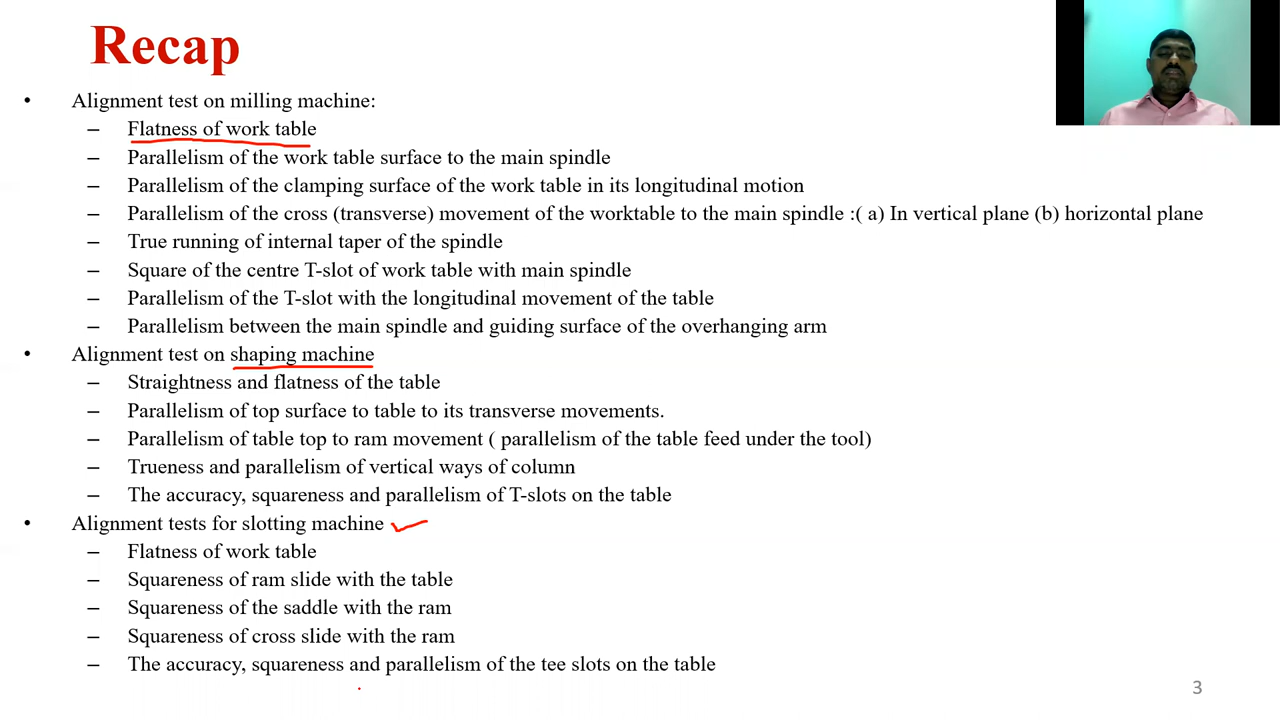 Recap
• Alignment test on milling machine:
– Flatness of work table
– Parallelism of the work table surface to the main spindle
– Parallelism of the clamping surface of the work table in its longitudinal motion
– Parallelism of the cross (transverse) movement of the worktable to the main spindle :( a) In vertical plane (b) horizontal plane
– True running of internal taper of the spindle
– Square of the centre T-slot of work table with main spindle
– Parallelism of the T-slot with the longitudinal movement of the table
– Parallelism between the main spindle and guiding surface of the overhanging arm
• Alignment test on shaping machine
– Straightness and flatness of the table
– Parallelism of top surface to table to its transverse movements.
– Parallelism of table top to ram movement ( parallelism of the table feed under the tool)
– Trueness and parallelism of vertical ways of column
– The accuracy, squareness and parallelism of T-slots on the table
• Alignment tests for slotting machine
– Flatness of work table
– Squareness of ram slide with the table
– Squareness of the saddle with the ram
– Squareness of cross slide with the ram
– The accuracy, squareness and parallelism of the tee slots on the table
3